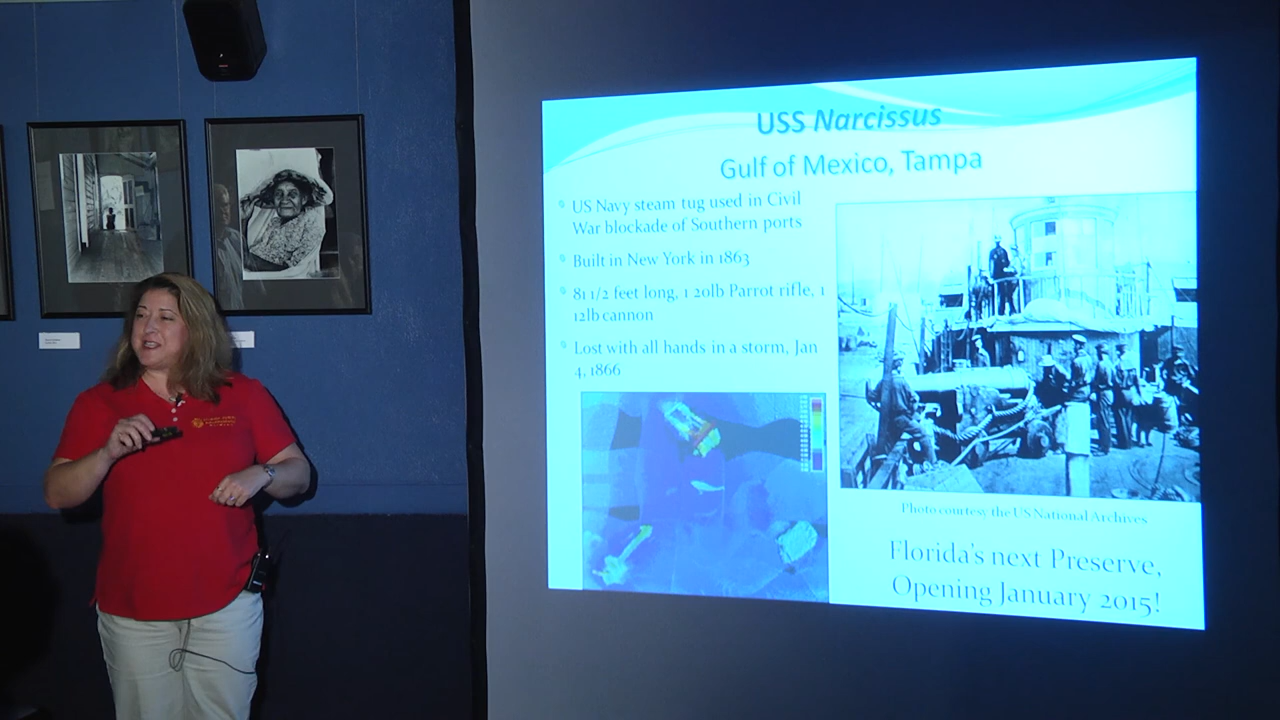 USS Narcissus
Gulf of Mexico, Tampa
US Navy steam tug used in Civil
War blockade of Southern ports
Built in New York in 1863
81 1/2 feet long, 1 20lb Parrot rifle, 1
12lb cannon
Lost with all hands in a storm, Jan
4, 1866
Photo courtesy the US National Archives
Florida's next Preserve,
Opening January 2015!